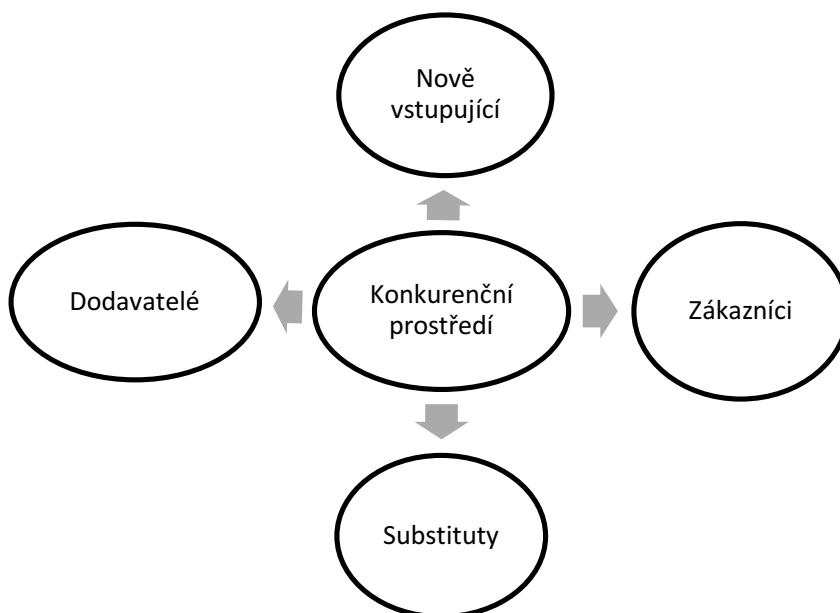 Nově
vstupující
Dodavatelé
Konkurenční
prostředí
Zákazníci
Substituty